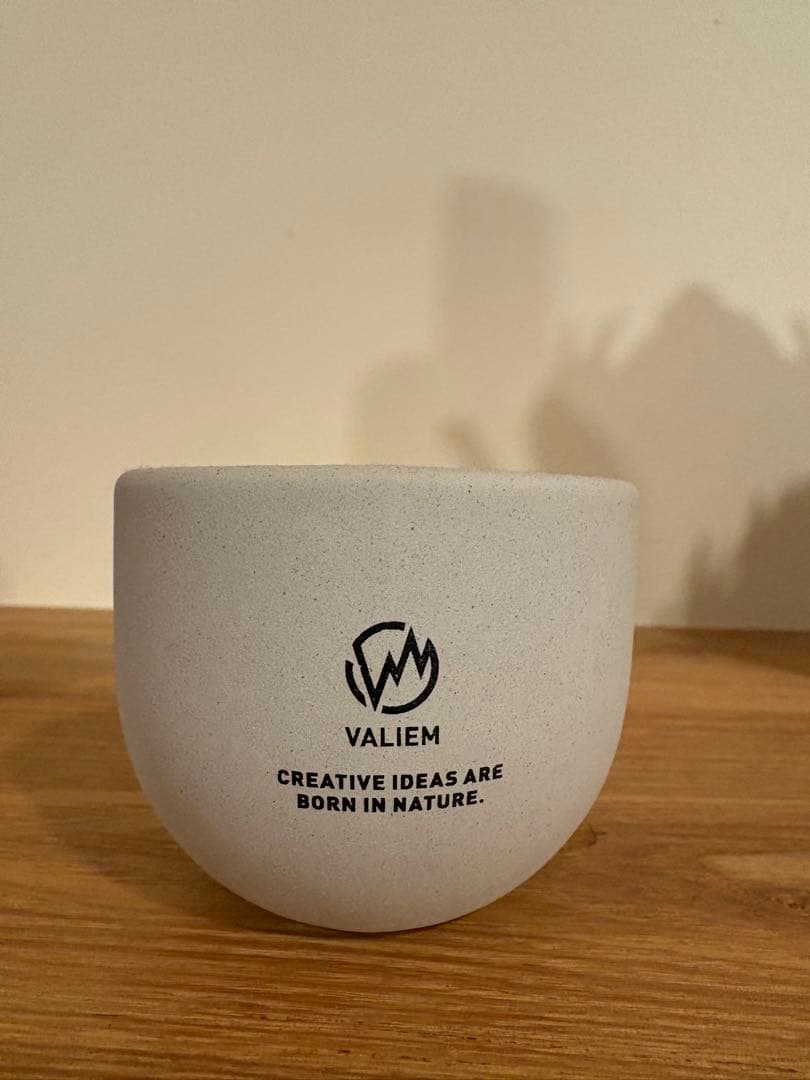 VALIEM
CREATIVE IDEAS ARE
BORN IN NATURE.